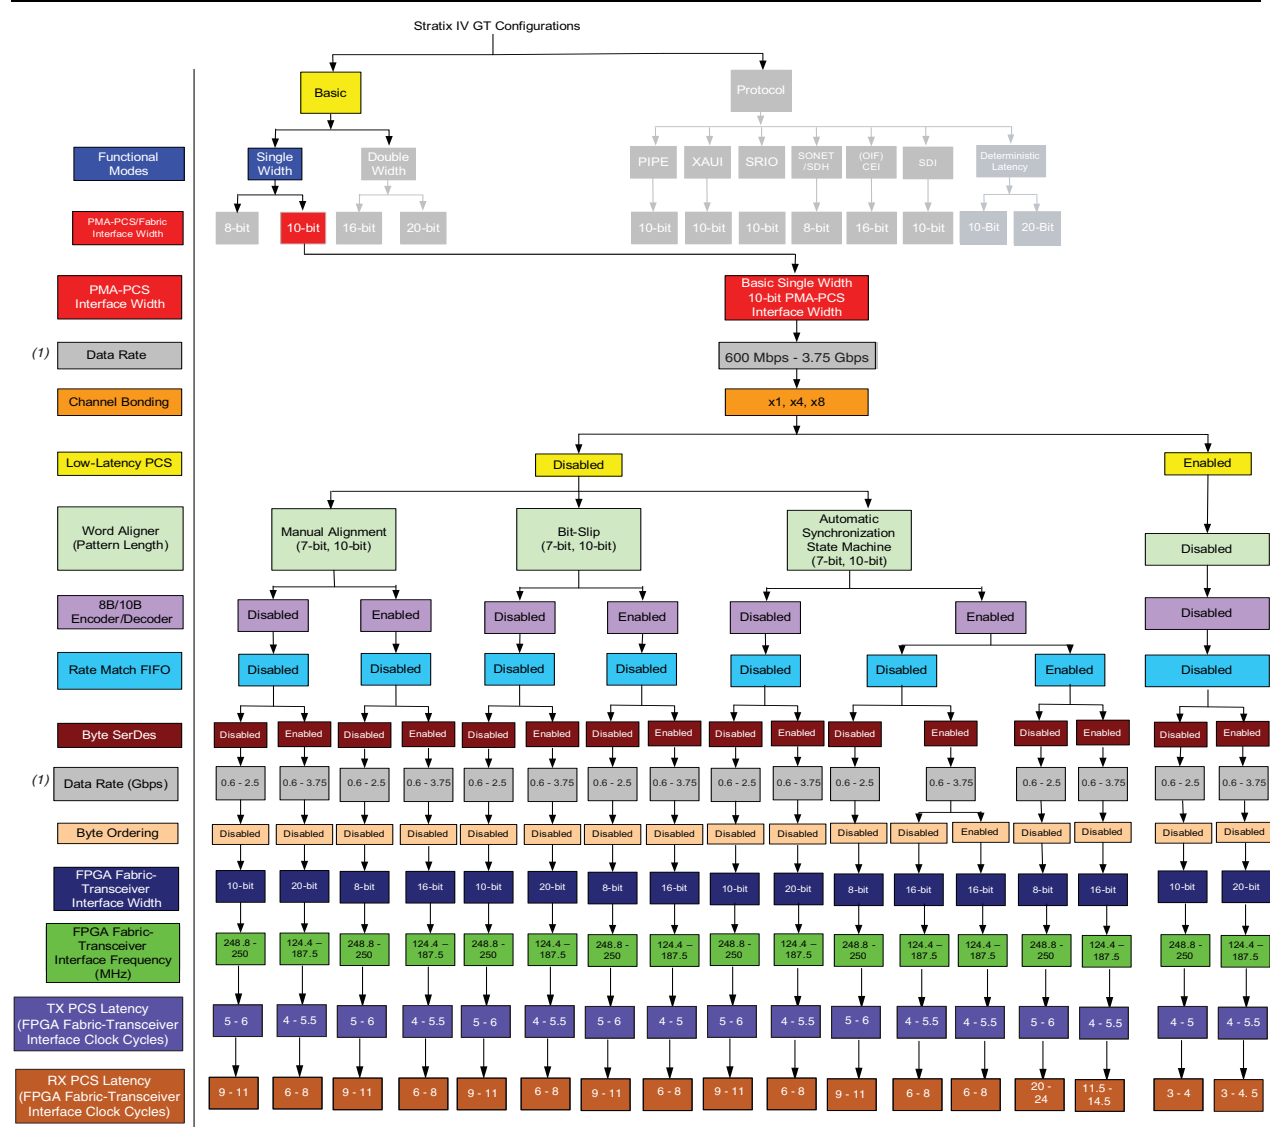 Stratix IV GT Configurations
Basic
Protocol
Functional
Modes
Single
Width
Double
Width
PIPE
XAUI
SRIO
SONET
/SDH
(OIF)
CEI
SDI
Deterministic
Latency
PMA-PCS/Fabric
Interface Width
8-bit
10-bit
16-bit
20-bit
10-bit
10-bit
10-bit
8-bit
16-bit
10-bit
10-Bit
20-Bit
PMA-PCS
Interface Width
Basic Single Width
10-bit PMA-PCS
Interface Width
(1)
Data Rate
600 Mbps - 3.75 Gbps
Channel Bonding
x1, x4, x8
Low-Latency PCS
Disabled
Enabled
Word Aligner
(Pattern Length)
Manual Alignment
(7-bit, 10-bit)
Bit-Slip
(7-bit, 10-bit)
Automatic
Synchronization
State Machine
(7-bit, 10-bit)
Disabled
8B/10B
Encoder/Decoder
Disabled
Enabled
Disabled
Enabled
Disabled
Enabled
Disabled
Rate Match FIFO
Disabled
Disabled
Disabled
Disabled
Disabled
Disabled
Enabled
Disabled
Byte SerDes
Disabled
Enabled
Disabled
Enabled
Disabled
Enabled
Disabled
Enabled
Disabled
Enabled
Disabled
Enabled
Disabled
Enabled
Disabled
Enabled
(1)
Data Rate (Gbps)
0.6 - 2.5
0.6 - 3.75
0.6 - 2.5
0.6 - 3.75
0.6 - 2.5
0.6 - 3.75
0.6 - 2.5
0.6 - 3.75
0.6 - 2.5
0.6 - 3.75
0.6 - 2.5
0.6 - 3.75
0.6 - 2.5
0.6 - 3.75
0.6 - 2.5
0.6 - 3.75
Byte Ordering
Disabled
Disabled
Disabled
Disabled
Disabled
Disabled
Disabled
Disabled
Disabled
Disabled
Disabled
Disabled
Enabled
Disabled
Disabled
Disabled
Disabled
FPGA Fabric-
Transceiver
Interface Width
10-bit
20-bit
8-bit
16-bit
10-bit
20-bit
8-bit
16-bit
10-bit
20-bit
8-bit
16-bit
16-bit
8-bit
16-bit
10-bit
20-bit
FPGA Fabric-
Transceiver
Interface Frequency
(MHz)
248.8 -
250
124.4 –
187.5
248.8 -
250
124.4 –
187.5
248.8 -
250
124.4 –
187.5
248.8 -
250
124.4 –
187.5
248.8 -
250
124.4 –
187.5
248.8 -
250
124.4 –
187.5
124.4 –
187.5
248.8 -
250
124.4 –
187.5
248.8 -
250
124.4 –
187.5
TX PCS Latency
(FPGA Fabric-Transceiver
Interface Clock Cycles)
5 - 6
4 - 5.5
5 - 6
4 - 5.5
5 - 6
4 - 5.5
5 - 6
4 - 5
5 - 6
4 - 5.5
5 - 6
4 - 5.5
4 - 5.5
5 - 6
4 - 5.5
4 - 5
4 - 5.5
RX PCS Latency
(FPGA Fabric-Transceiver
Interface Clock Cycles)
9 - 11
6 - 8
9 - 11
6 - 8
9 - 11
6 - 8
9 - 11
6 - 8
9 - 11
6 - 8
9 - 11
6 - 8
6 - 8
20 -
24
11.5 -
14.5
3 - 4
3 - 4. 5